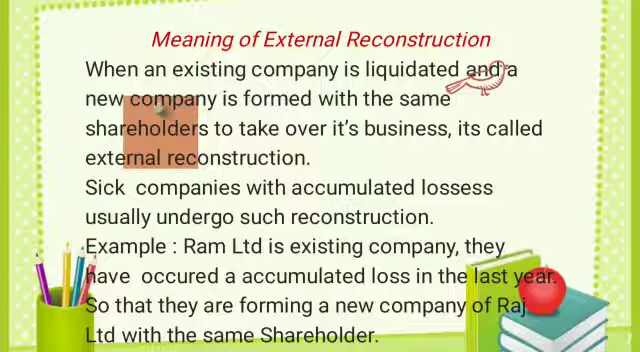 Meaning of External Reconstruction
When an existing company is liquidated and a
new company is formed with the same
shareholders to take over it's business, its called
external reconstruction.
Sick companies with accumulated lossess
usually undergo such reconstruction.
Example : Ram Ltd is existing company, they
have occured a accumulated loss in the last year.
So that they are forming a new company of Raj
Ltd with the same Shareholder.